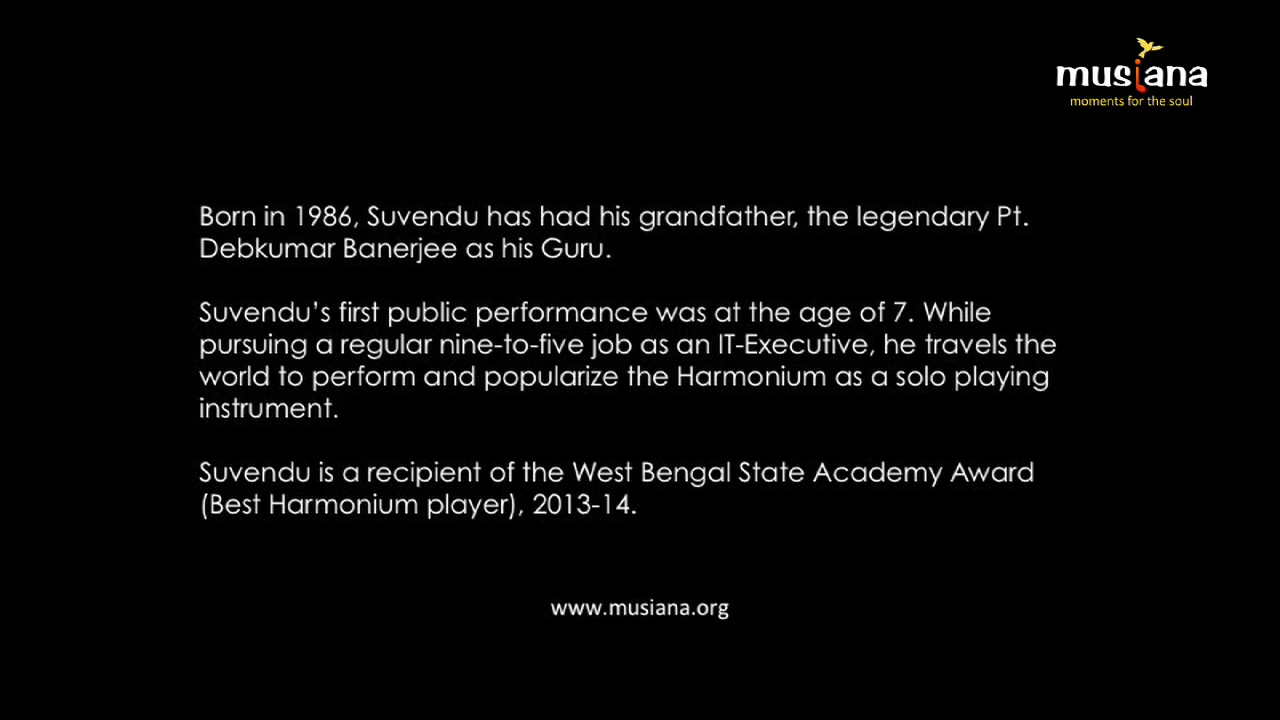 musiana
moments for the soul
Born in 1986, Suvendu has had his grandfather, the legendary Pt.
Debkumar Banerjee as his Guru.
Suvendu’s first public performance was at the age of 7. While
pursuing a regular nine-to-five job as an IT-Executive, he travels the
world to perform and popularize the Harmonium as a solo playing
instrument.
Suvendu is a recipient of the West Bengal State Academy Award
(Best Harmonium player), 2013-14.
www.musiana.org